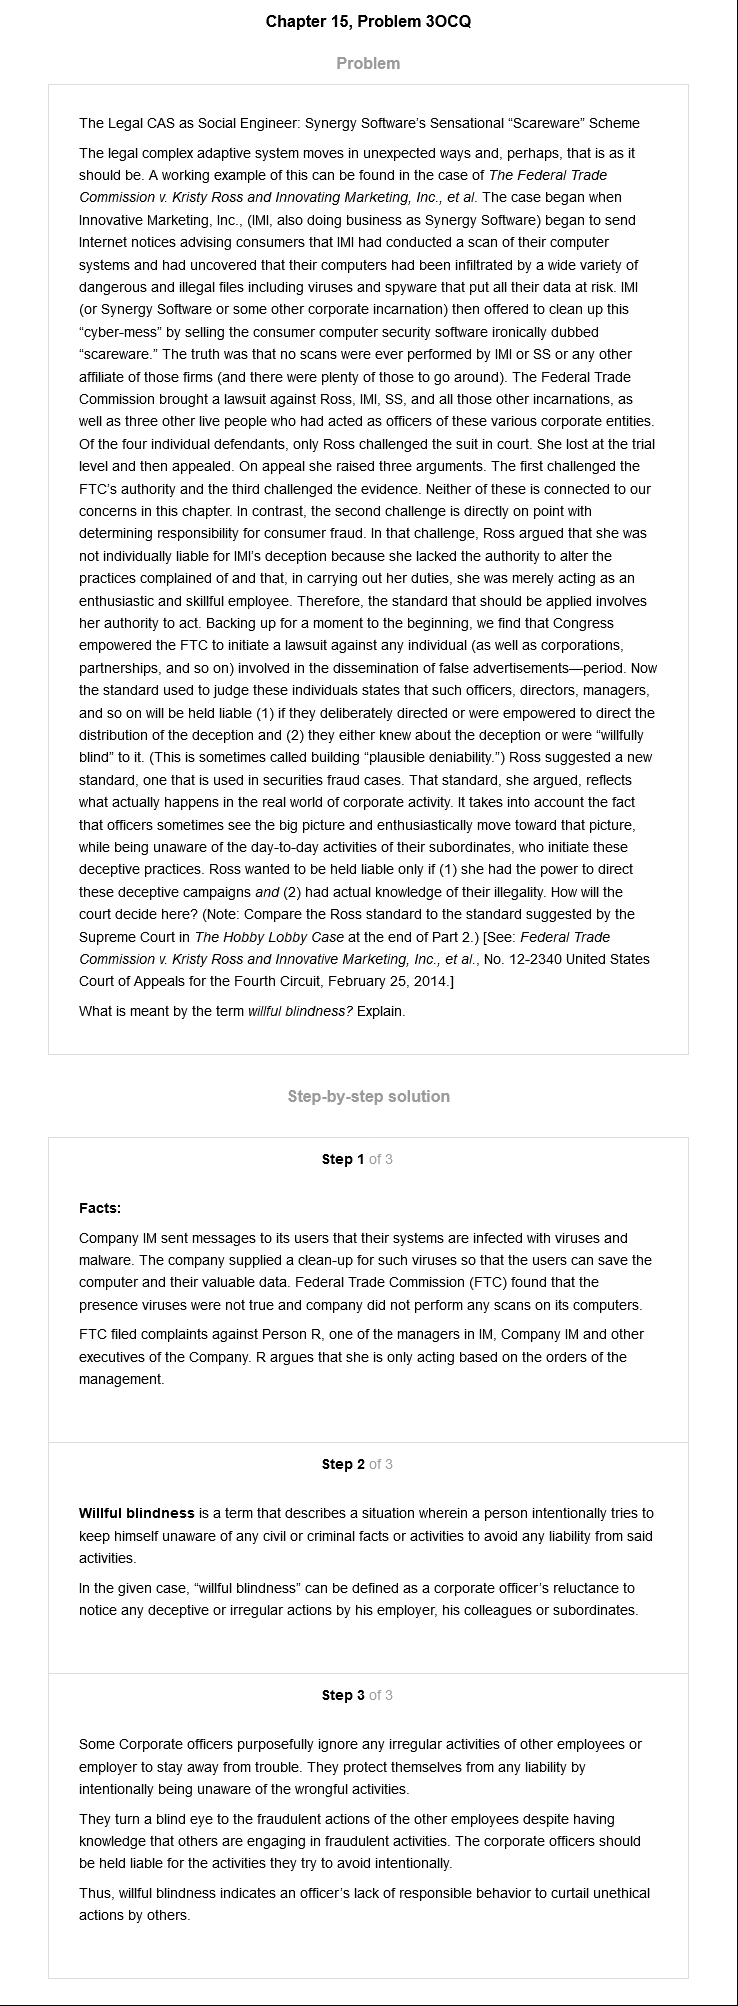 Chapter 15, Problem 3OCQ
Problem
The Legal CAS as Social Engineer: Synergy Software's Sensational “Scareware” Scheme
The legal complex adaptive system moves in unexpected ways and, perhaps, that is as it
should be. A working example of this can be found in the case of The Federal Trade
Commission v. Kristy Ross and Innovating Marketing, Inc., et al. The case began when
Innovative Marketing, Inc., (IMI, also doing business as Synergy Software) began to send
Internet notices advising consumers that IMI had conducted a scan of their computer
systems and had uncovered that their computers had been infiltrated by a wide variety of
dangerous and illegal files including viruses and spyware that put all their data at risk. IMI
(or Synergy Software or some other corporate incarnation) then offered to clean up this
“cyber-mess” by selling the consumer computer security software ironically dubbed
“scareware.” The truth was that no scans were ever performed by IMI or SS or any other
affiliate of those firms (and there were plenty of those to go around). The Federal Trade
Commission brought a lawsuit against Ross, IMI, SS, and all those other incarnations, as
well as three other live people who had acted as officers of these various corporate entities.
Of the four individual defendants, only Ross challenged the suit in court. She lost at the trial
level and then appealed. On appeal she raised three arguments. The first challenged the
FTC's authority and the third challenged the evidence. Neither of these is connected to our
concerns in this chapter. In contrast, the second challenge is directly on point with
determining responsibility for consumer fraud. In that challenge, Ross argued that she was
not individually liable for IMI's deception because she lacked the authority to alter the
practices complained of and that, in carrying out her duties, she was merely acting as an
enthusiastic and skillful employee. Therefore, the standard that should be applied involves
her authority to act. Backing up for a moment to the beginning, we find that Congress
empowered the FTC to initiate a lawsuit against any individual (as well as corporations,
partnerships, and so on) involved in the dissemination of false advertisements—period. Now
the standard used to judge these individuals states that such officers, directors, managers,
and so on will be held liable (1) if they deliberately directed or were empowered to direct the
distribution of the deception and (2) they either knew about the deception or were “willfully
blind” to it. (This is sometimes called building “plausible deniability.”) Ross suggested a new
standard, one that is used in securities fraud cases. That standard, she argued, reflects
what actually happens in the real world of corporate activity. It takes into account the fact
that officers sometimes see the big picture and enthusiastically move toward that picture,
while being unaware of the day-to-day activities of their subordinates, who initiate these
deceptive practices. Ross wanted to be held liable only if (1) she had the power to direct
these deceptive campaigns and (2) had actual knowledge of their illegality. How will the
court decide here? (Note: Compare the Ross standard to the standard suggested by the
Supreme Court in The Hobby Lobby Case at the end of Part 2.) [See: Federal Trade
Commission v. Kristy Ross and Innovative Marketing, Inc., et al., No. 12-2340 United States
Court of Appeals for the Fourth Circuit, February 25, 2014.]
What is meant by the term willful blindness? Explain.
Step-by-step solution
Step 1 of 3
Facts:
Company IM sent messages to its users that their systems are infected with viruses and
malware. The company supplied a clean-up for such viruses so that the users can save the
computer and their valuable data. Federal Trade Commission (FTC) found that the
presence viruses were not true and company did not perform any scans on its computers.
FTC filed complaints against Person R, one of the managers in IM, Company IM and other
executives of the Company. R argues that she is only acting based on the orders of the
management.
Step 2 of 3
Willful blindness is a term that describes a situation wherein a person intentionally tries to
keep himself unaware of any civil or criminal facts or activities to avoid any liability from said
activities.
In the given case, “willful blindness” can be defined as a corporate officer's reluctance to
notice any deceptive or irregular actions by his employer, his colleagues or subordinates.
Step 3 of 3
Some Corporate officers purposefully ignore any irregular activities of other employees or
employer to stay away from trouble. They protect themselves from any liability by
intentionally being unaware of the wrongful activities.
They turn a blind eye to the fraudulent actions of the other employees despite having
knowledge that others are engaging in fraudulent activities. The corporate officers should
be held liable for the activities they try to avoid intentionally.
Thus, willful blindness indicates an officer's lack of responsible behavior to curtail unethical
actions by others.